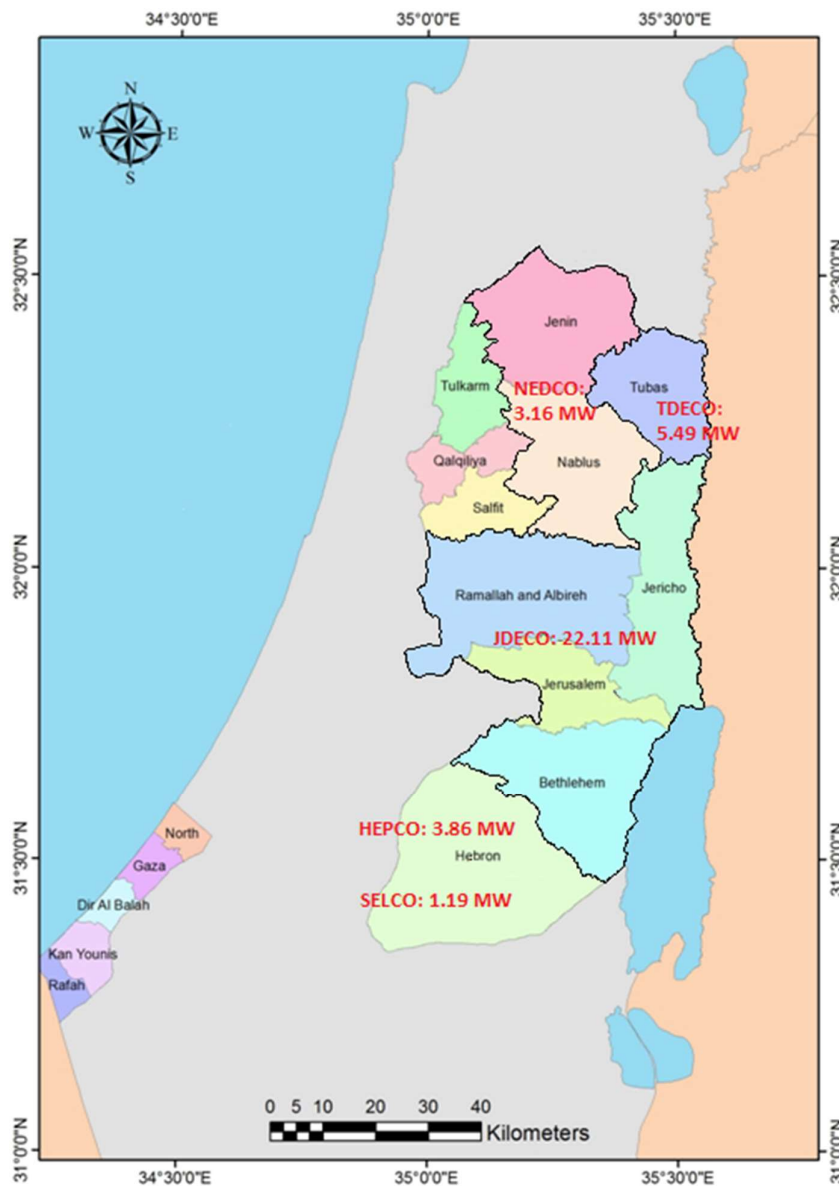 34°30'0"E 35°0'0"E 35°30'0"E
N
W E
S
32°30'0"N 32°30'0"N
Jenin
Tulkarm
NEDCO:
3.16 MW
Tubas
TDECO:
5.49 MW
Qalqiliya
Nablus
Salfit
32°0'0"N 32°0'0"N
Ramallah and Albireh
Jericho
JDECO: 22.11 MW
Jerusalem
Bethlehem
HEPCO: 3.86 MW
Hebron
SELCO: 1.19 MW
31°30'0"N 31°30'0"N
North
Gaza
Dir Al Balah
Kan Younis
Rafah
0 5 10 20 30 40
Kilometers
31°0'0"N 31°0'0"N
34°30'0"E 35°0'0"E 35°30'0"E